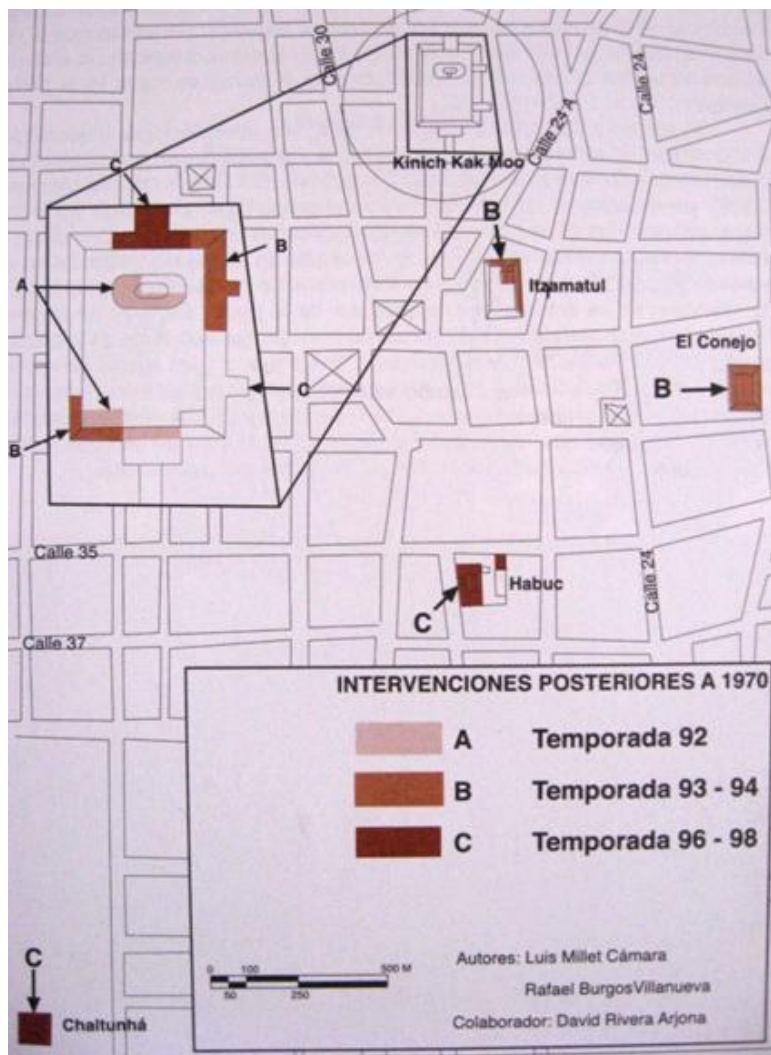 Calle 30
Calle 24
Calle 24 A
Kinich Kak Moo
C
B
A
C
B
B
Itzamatul
El Conejo
B
Calle 35
Habuc
C
Calle 24
Calle 37
INTERVENCIONES POSTERIORES A 1970
A Temporada 92
B Temporada 93 - 94
C Temporada 96 - 98
0 100 500 M
50 250
Autores: Luis Millet Cámara
Rafael BurgosVillanueva
Colaborador: David Rivera Arjona
C
Chaltunhá